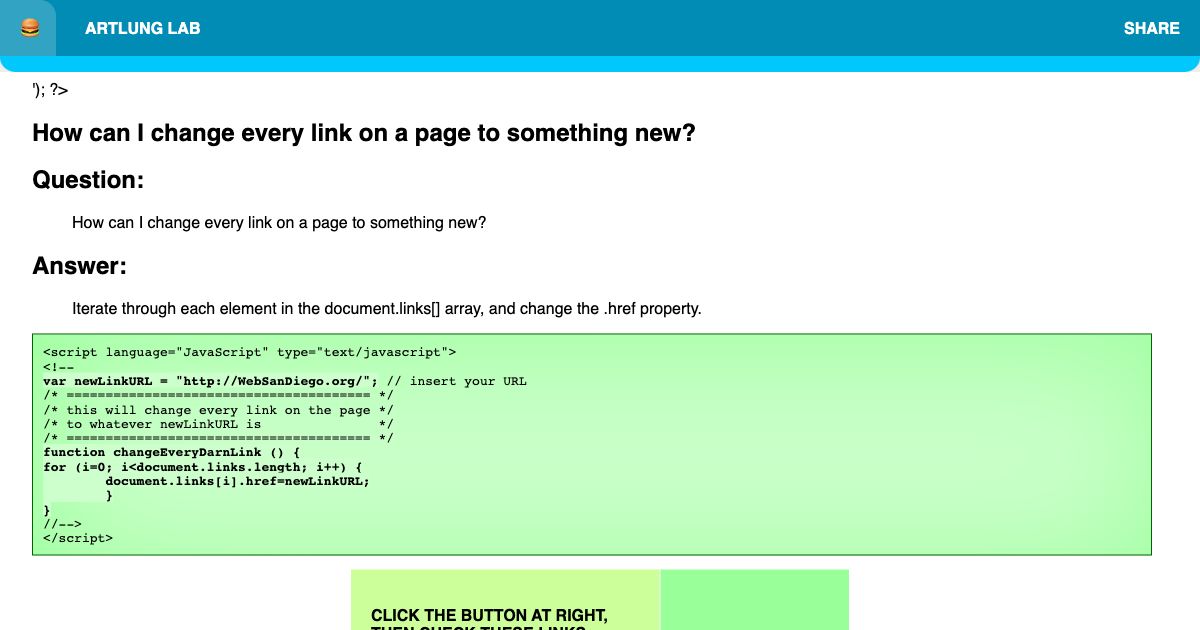 ARTLUNG LAB
SHARE
'); ?>
How can I change every link on a page to something new?
Question:
How can I change every link on a page to something new?
Answer:
Iterate through each element in the document.links[] array, and change the .href property.
<script language="JavaScript" type="text/javascript">
<!--
var newLinkURL = "http://WebSanDiego.org/"; // insert your URL
/* ======================================= */
/* this will change every link on the page */
/* to whatever newLinkURL is               */
/* ======================================= */
function changeEveryDarnLink () {
for (i=0; i<document.links.length; i++) {
        document.links[i].href=newLinkURL;
        }
}
//-->
</script>
CLICK THE BUTTON AT RIGHT,
THEN CHECK THESE LINKS